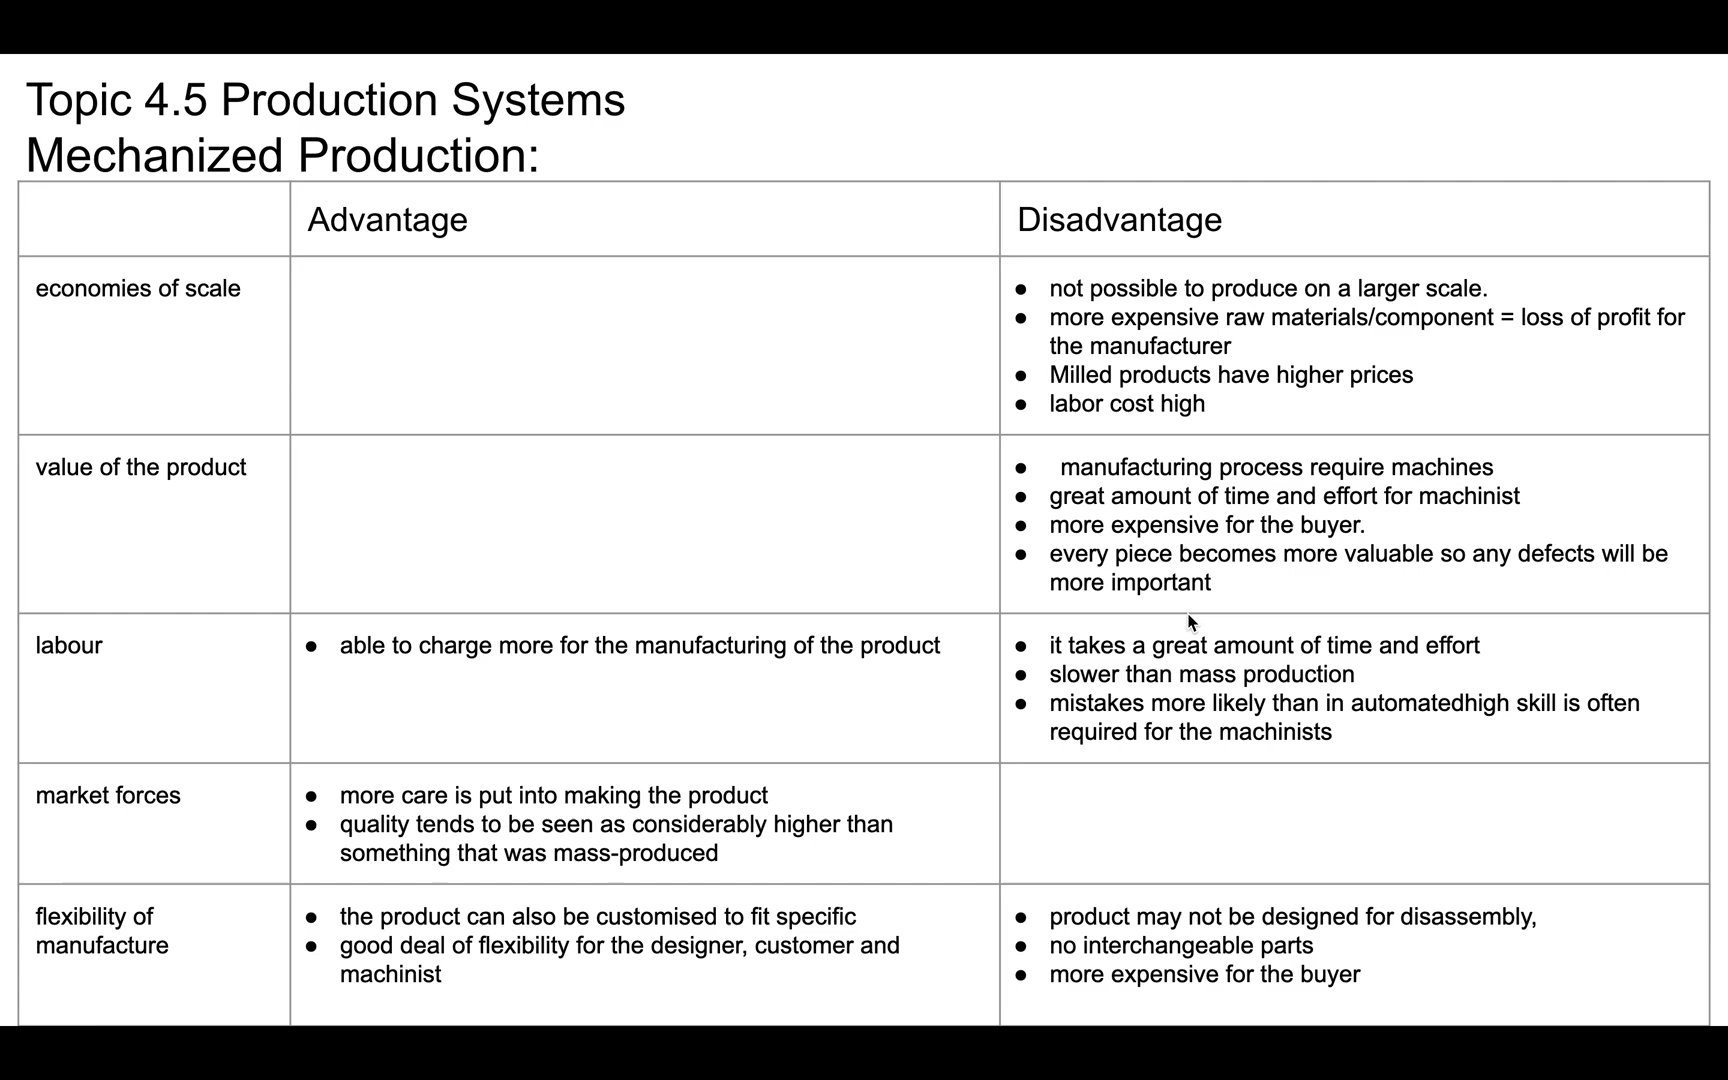 Topic 4.5 Production Systems
Mechanized Production:
Advantage
Disadvantage
economies of scale
● not possible to produce on a larger scale.
● more expensive raw materials/component = loss of profit for
the manufacturer
● Milled products have higher prices
● labor cost high
value of the product
● manufacturing process require machines
● great amount of time and effort for machinist
● more expensive for the buyer.
● every piece becomes more valuable so any defects will be
more important
labour
● able to charge more for the manufacturing of the product
● it takes a great amount of time and effort
● slower than mass production
● mistakes more likely than in automatedhigh skill is often
required for the machinists
market forces
● more care is put into making the product
● quality tends to be seen as considerably higher than
something that was mass-produced
flexibility of
manufacture
● the product can also be customised to fit specific
● good deal of flexibility for the designer, customer and
machinist
● product may not be designed for disassembly,
● no interchangeable parts
● more expensive for the buyer